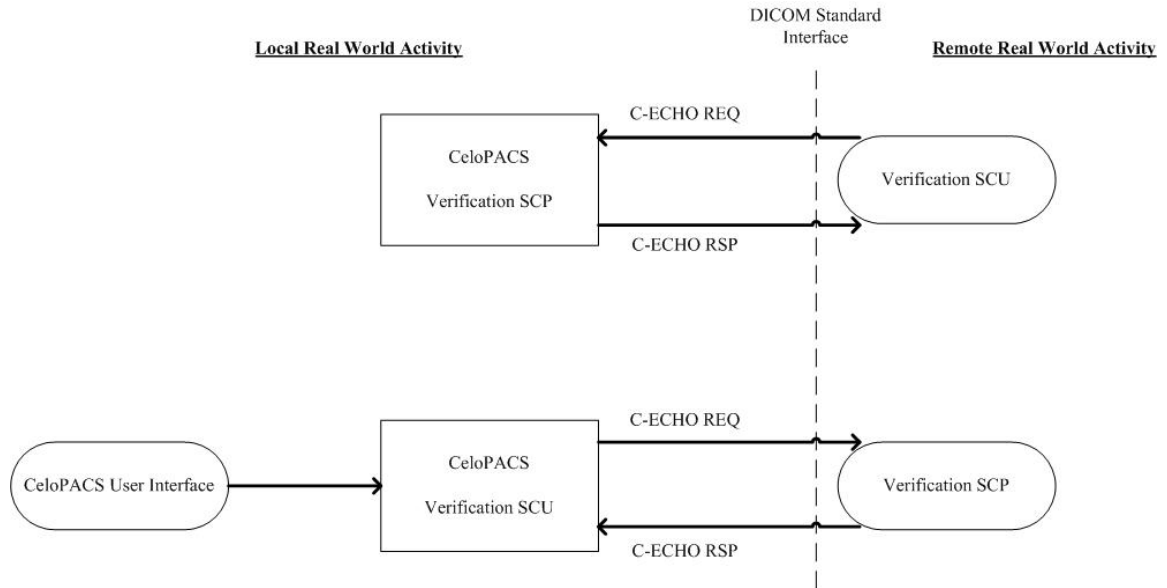 DICOM Standard
Interface
Local Real World Activity
Remote Real World Activity
C-ECHO REQ
CeloPACS
Verification SCP
Verification SCU
C-ECHO RSP
C-ECHO REQ
CeloPACS User Interface
CeloPACS
Verification SCU
Verification SCP
C-ECHO RSP